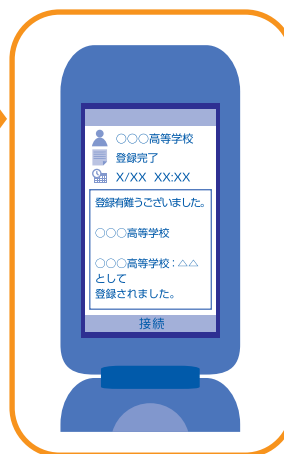 ○○○高等学校
登録完了
X/XX XX:XX
登録有難うございました。
○○○高等学校
○○○高等学校：△△
として
登録されました。
接続